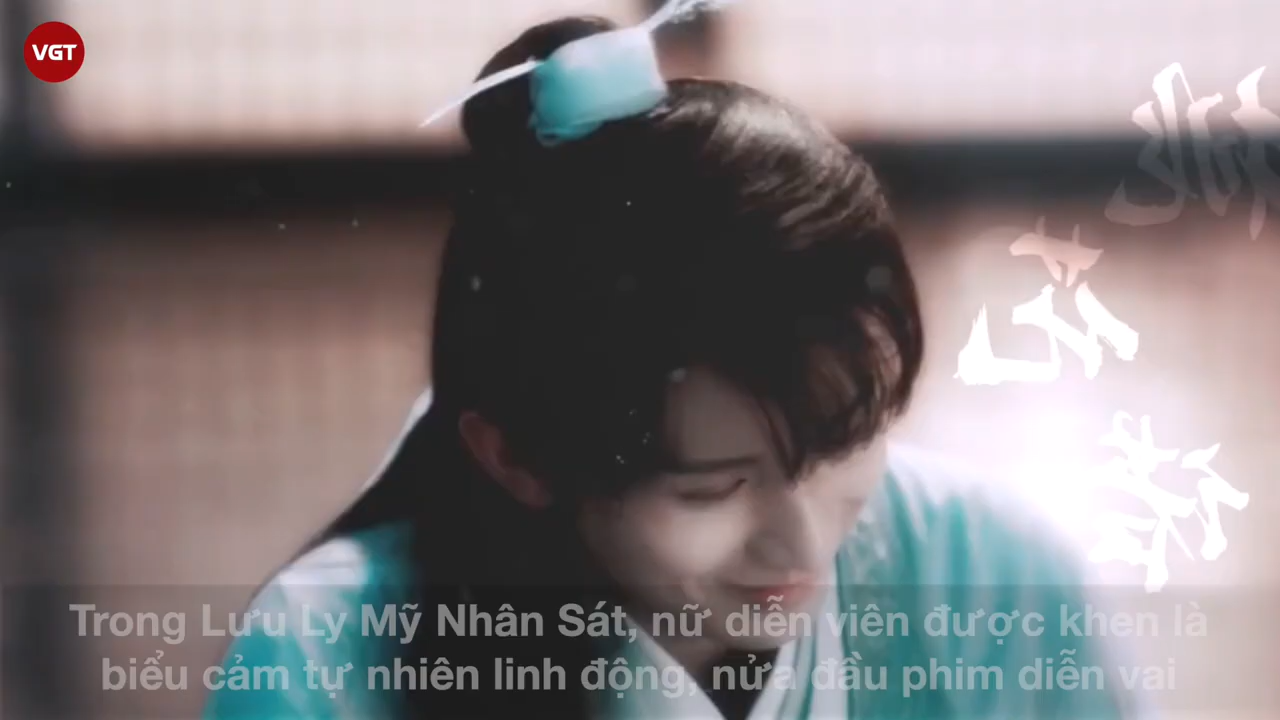 VGT
Trong Lưu Ly Mỹ Nhân Sát, nữ diễn viên được khen là
biểu cảm tự nhiên linh động, nửa đầu phim diễn vai